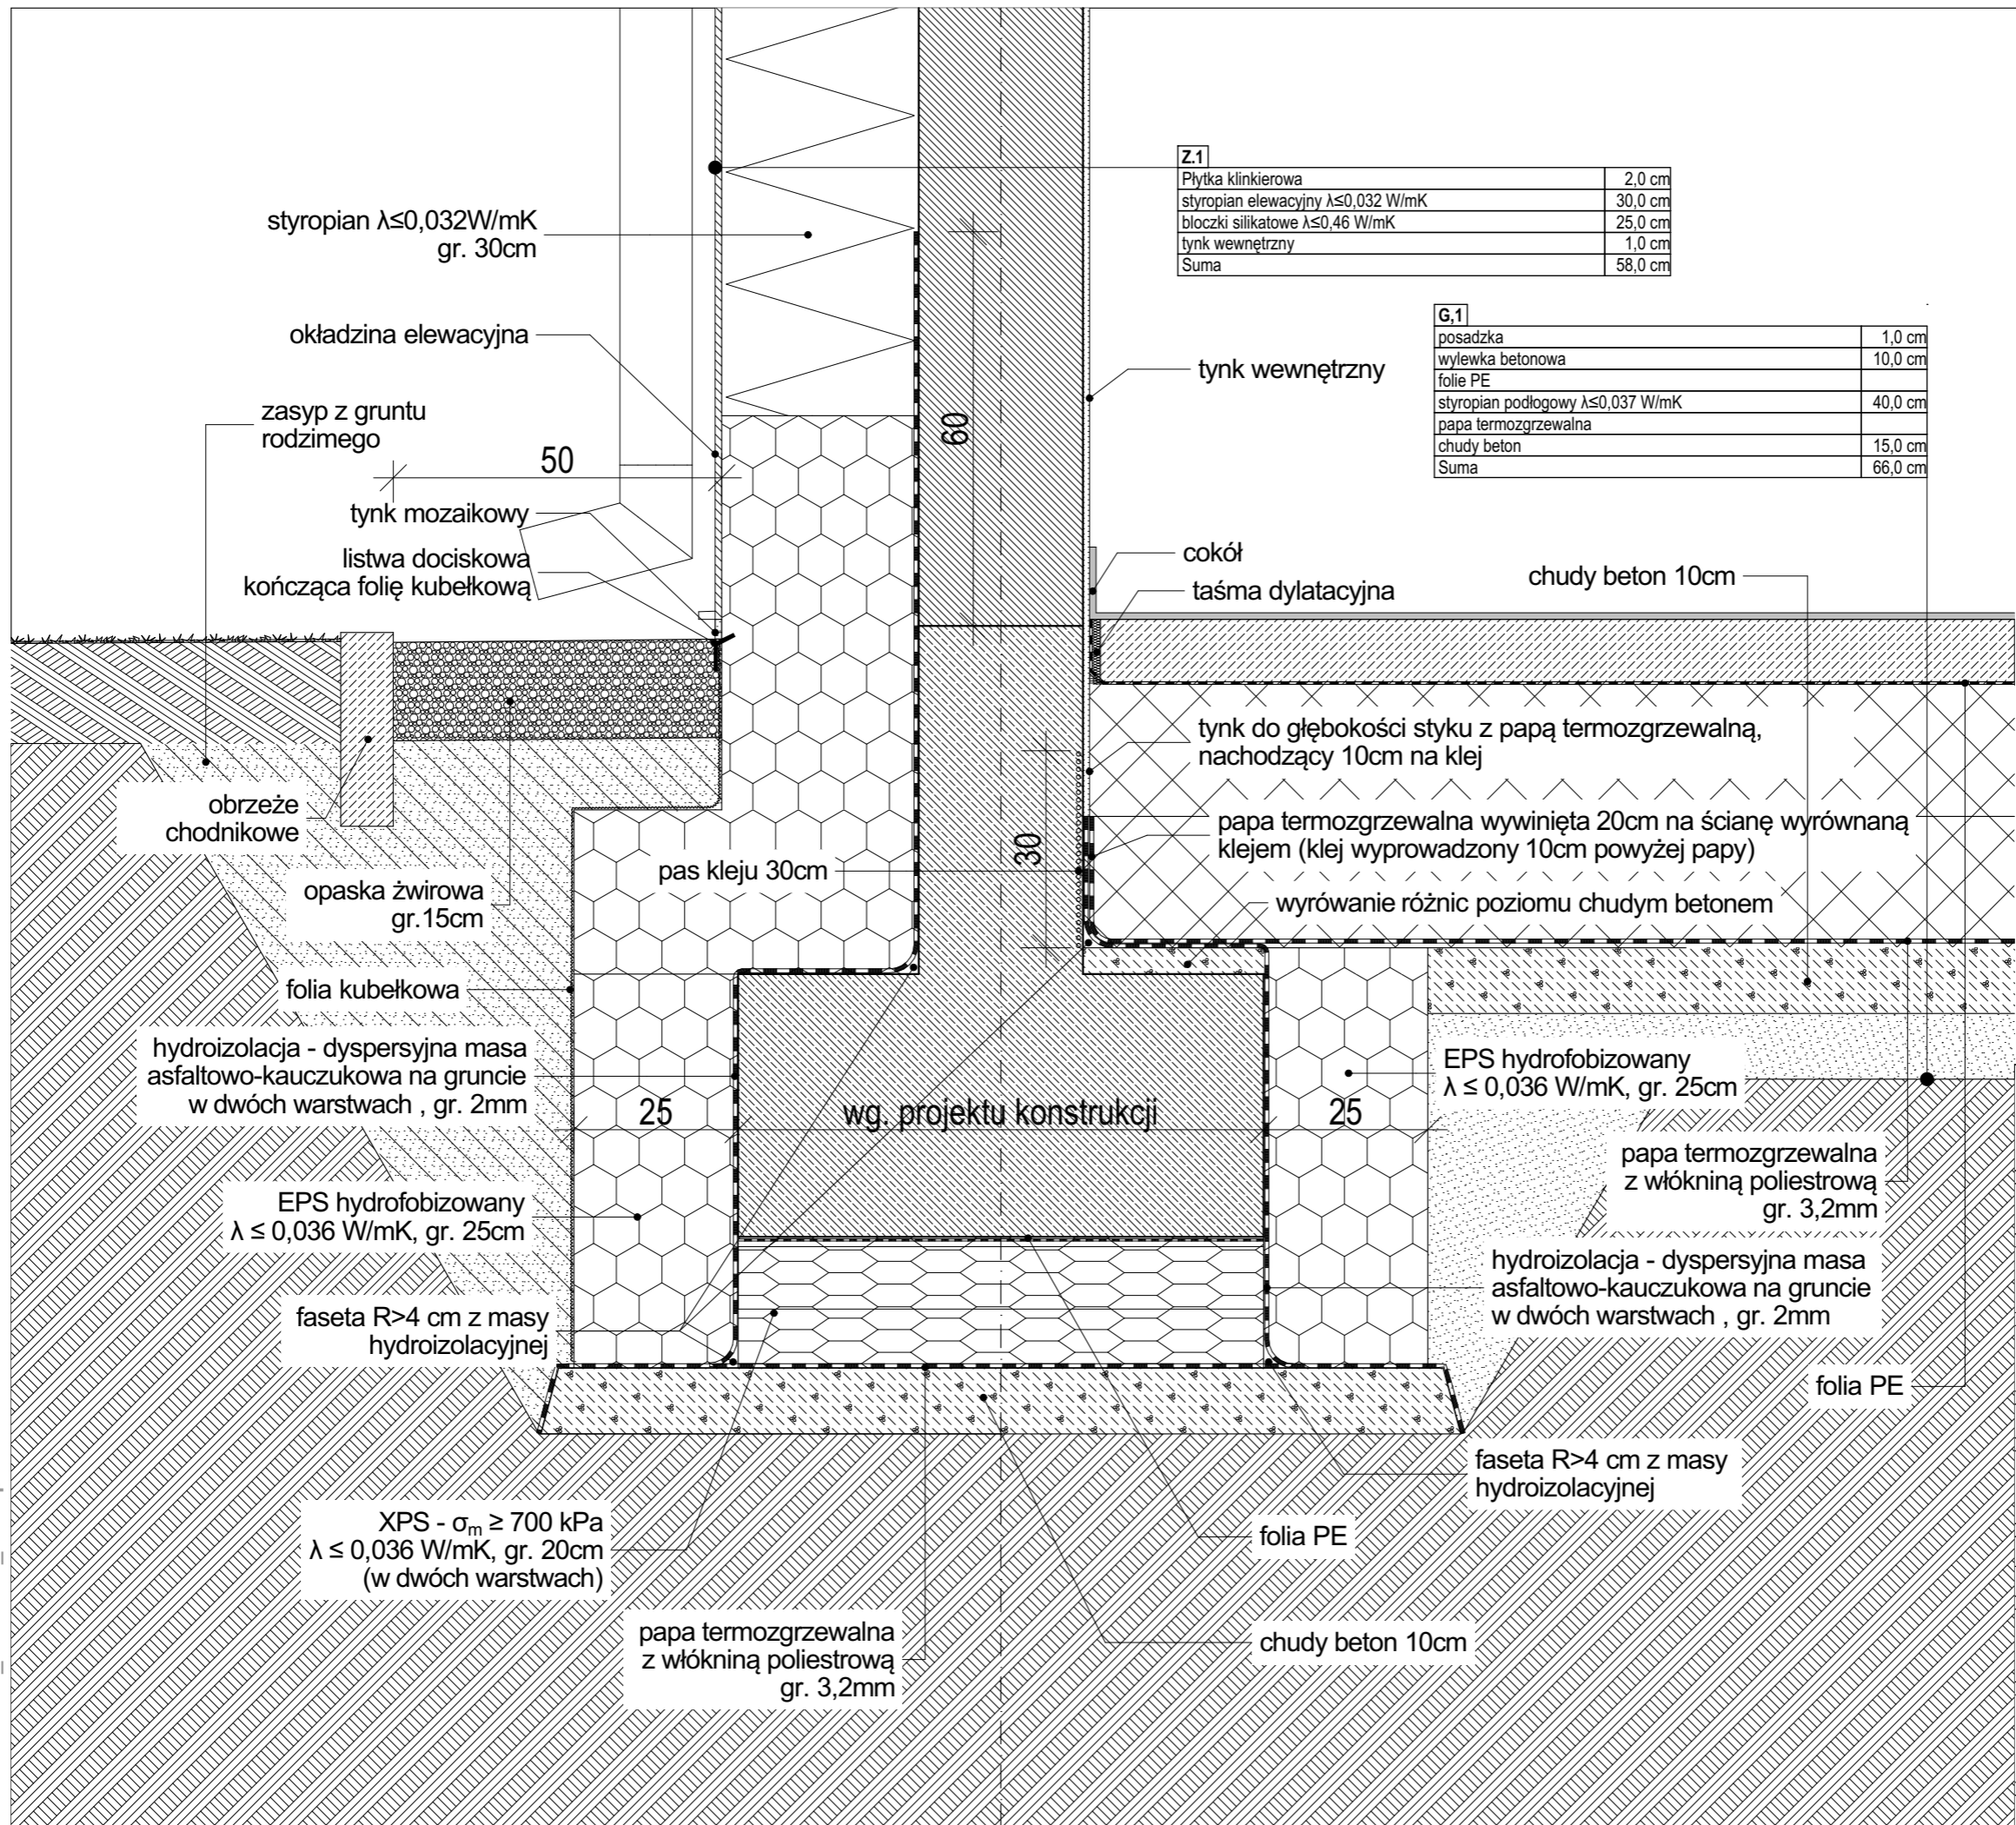 Z.1
Płytka klinkierowa 2,0 cm
styropian elewacyjny λ≤0,032 W/mK 30,0 cm
bloczki silikatowe λ≤0,46 W/mK 25,0 cm
tynk wewnętrzny 1,0 cm
Suma 58,0 cm
styropian λ≤0,032W/mK
gr. 30cm
G,1
posadzka 1,0 cm
wylewka betonowa 10,0 cm
folie PE
styropian podłogowy λ≤0,037 W/mK 40,0 cm
papa termozgrzewalna
chudy beton 15,0 cm
Suma 66,0 cm
okładzina elewacyjna
tynk wewnętrzny
zasyp z gruntu
rodzimego
60
50
tynk mozaikowy
listwa dociskowa
kończąca folię kubełkową
cokół
taśma dylatacyjna
chudy beton 10cm
tynk do głębokości styku z papą termozgrzewalną,
nachodzący 10cm na klej
obrzeże
chodnikowe
papa termozgrzewalna wywinięta 20cm na ścianę wyrównaną
klejem (klej wyprowadzony 10cm powyżej papy)
30
pas kleju 30cm
opaska żwirowa
gr.15cm
wyrówanie różnic poziomu chudym betonem
folia kubełkowa
hydroizolacja - dyspersyjna masa
asfaltowo-kauczukowa na gruncie
w dwóch warstwach , gr. 2mm
EPS hydrofobizowany
λ ≤ 0,036 W/mK, gr. 25cm
25
wg. projektu konstrukcji
25
papa termozgrzewalna
z włókniną poliestrową
gr. 3,2mm
EPS hydrofobizowany
λ ≤ 0,036 W/mK, gr. 25cm
hydroizolacja - dyspersyjna masa
asfaltowo-kauczukowa na gruncie
w dwóch warstwach , gr. 2mm
faseta R>4 cm z masy
hydroizolacyjnej
folia PE
faseta R>4 cm z masy
hydroizolacyjnej
XPS - σm ≥ 700 kPa
λ ≤ 0,036 W/mK, gr. 20cm
(w dwóch warstwach)
folia PE
papa termozgrzewalna
z włókniną poliestrową
gr. 3,2mm
chudy beton 10cm